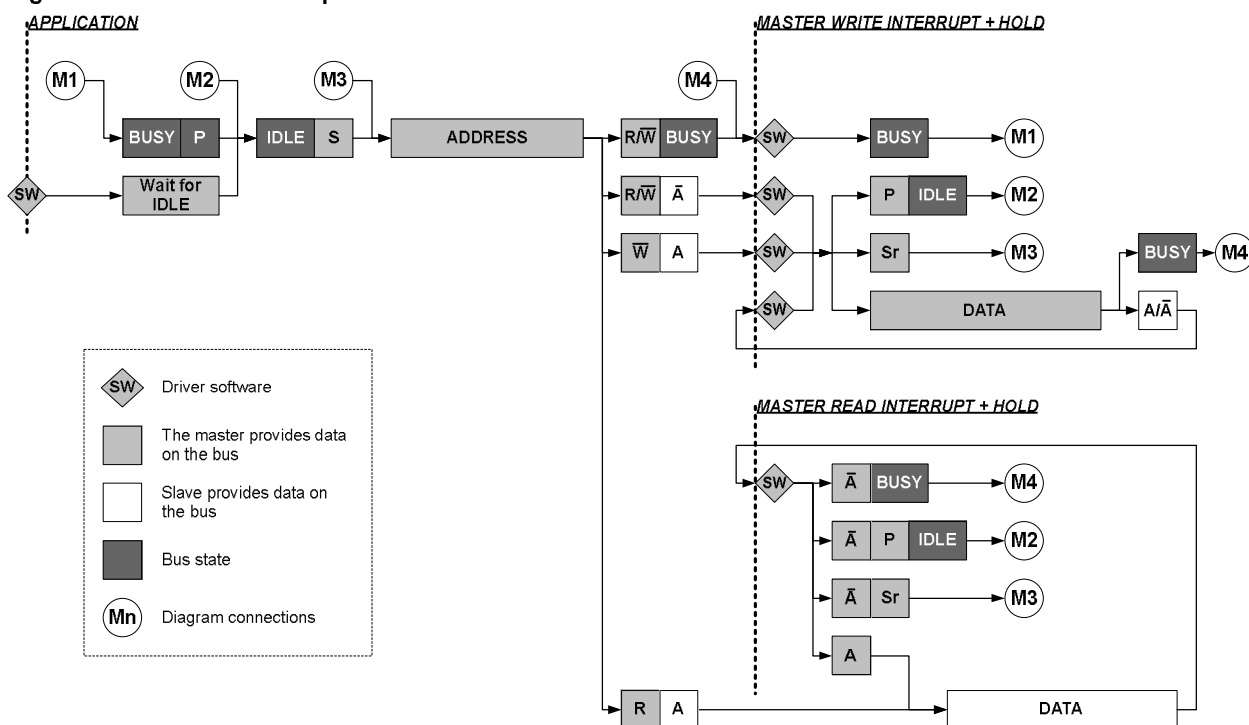 APPLICATION
MASTER WRITE INTERRUPT + HOLD
M1
M2
M3
M4
BUSY P
IDLE S
ADDRESS
R/W̅ BUSY
SW
BUSY
M1
SW
Wait for
IDLE
R/W̅ A̅
SW
P IDLE
M2
W̅ A
SW
Sr
M3
BUSY
M4
SW
DATA
A/A̅
SW
Driver software
The master provides data
on the bus
Slave provides data on
the bus
Bus state
Mn
Diagram connections
MASTER READ INTERRUPT + HOLD
SW
A̅ BUSY
M4
A̅ P IDLE
M2
A̅ Sr
M3
A
R A
DATA